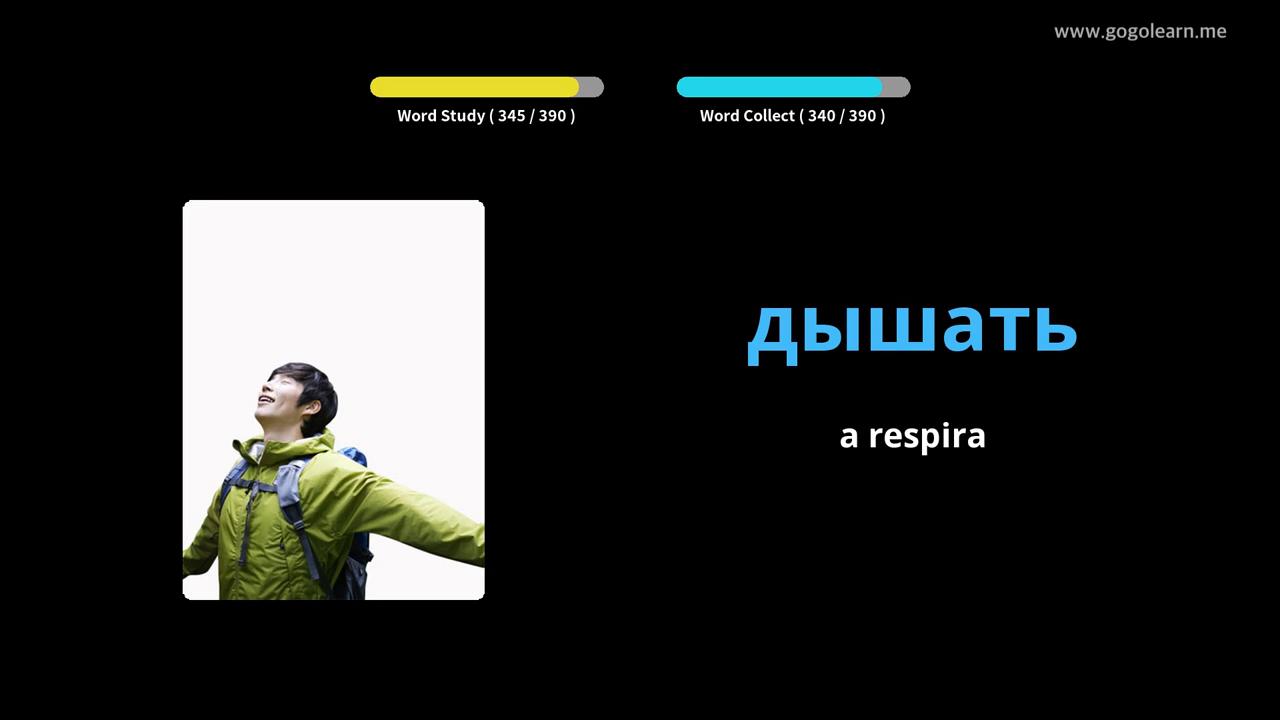 www.gogolearn.me
Word Study ( 345 / 390 )
Word Collect ( 340 / 390 )
дышать
a respira